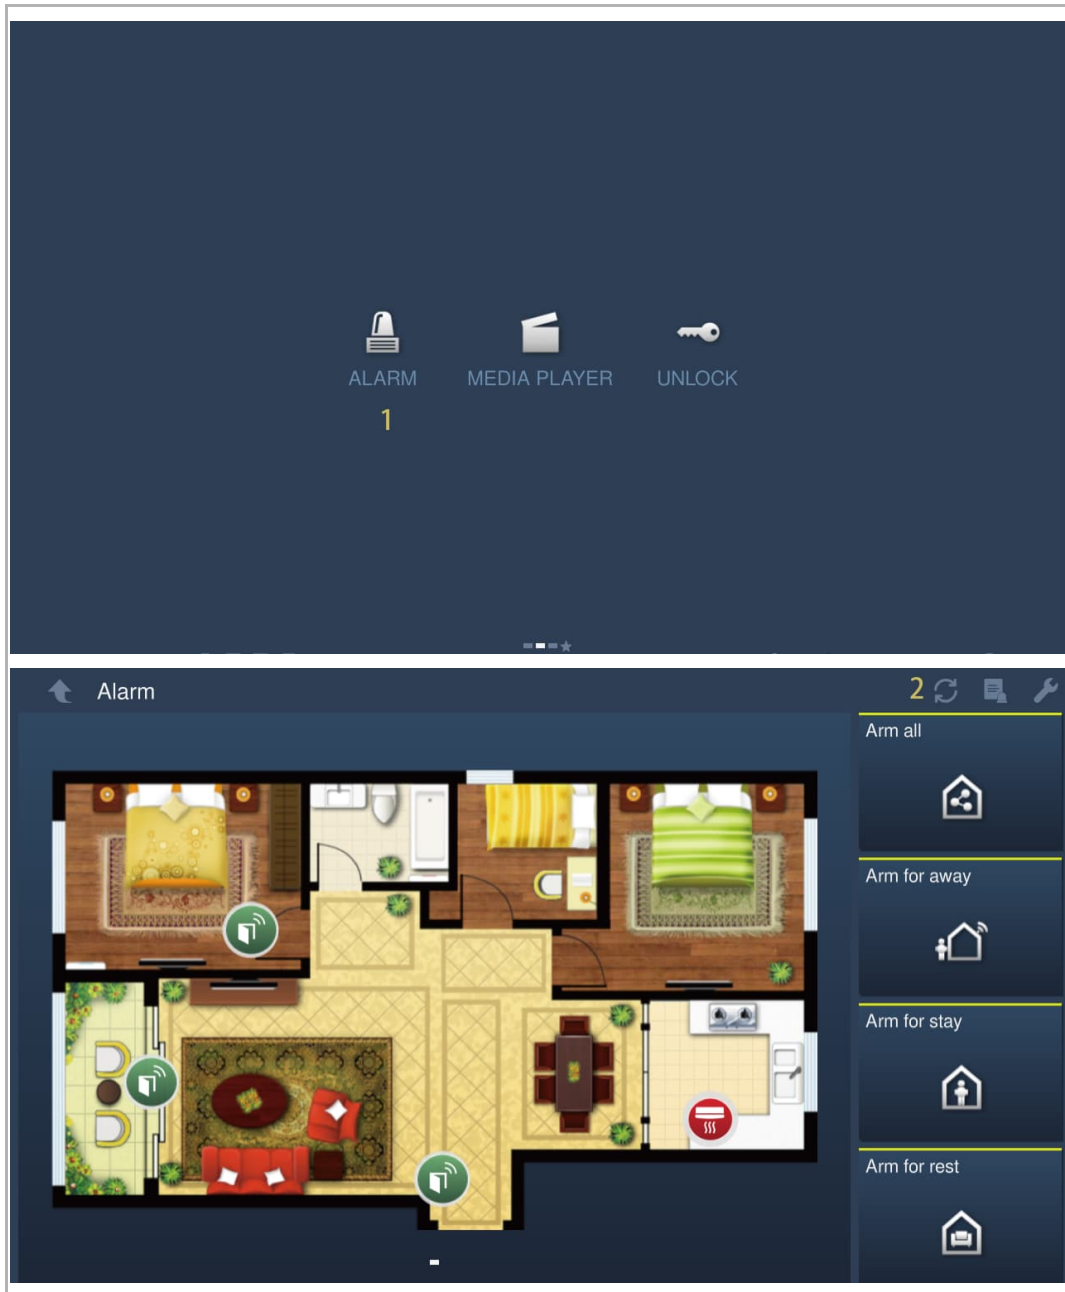 ALARM MEDIA PLAYER UNLOCK
1
Alarm
2
Arm all
Arm for away
Arm for stay
Arm for rest